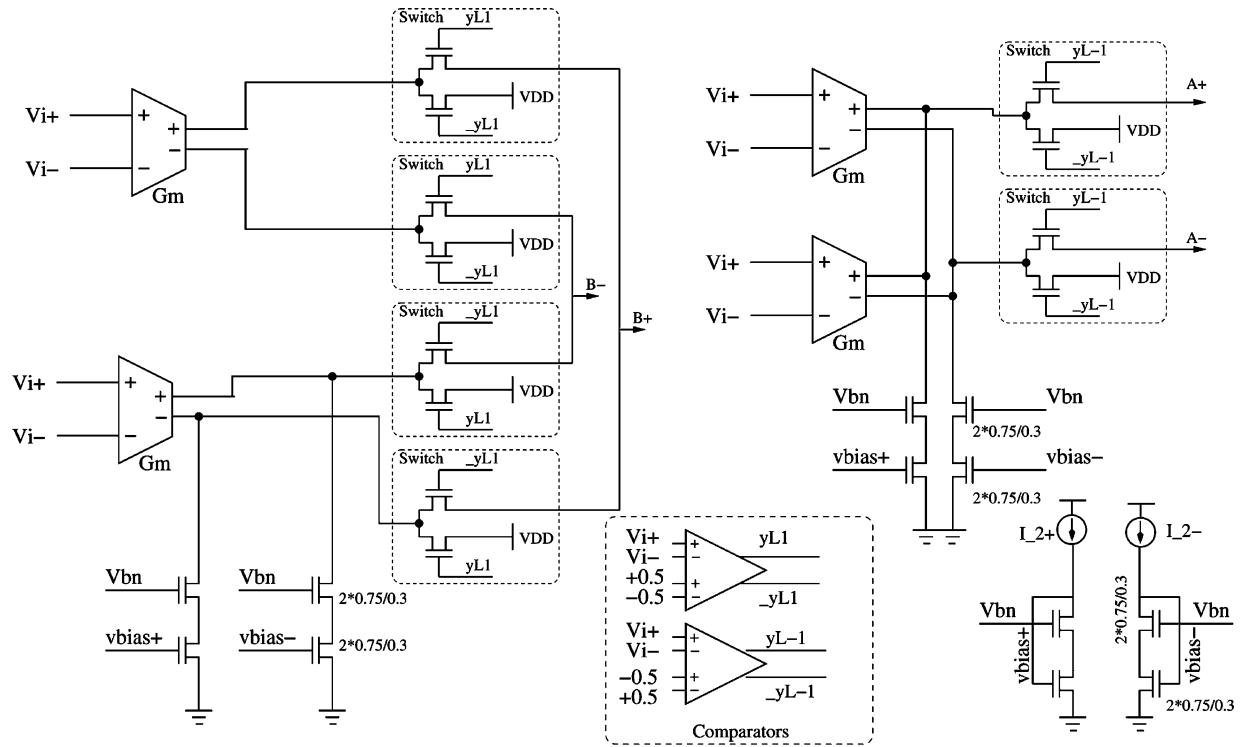 Switch yL1
VDD
_yL1
Vi+
+
+
Vi−
−
−
Gm
Switch yL1
VDD
_yL1
B−
B+
Switch _yL1
VDD
yL1
Vi+
+
+
Vi−
−
−
Gm
Switch _yL1
VDD
yL1
Vbn
Vbn
2*0.75/0.3
vbias+
vbias−
2*0.75/0.3
Switch yL−1
A+
VDD
_yL−1
Vi+
+
+
Vi−
−
−
Gm
Switch yL−1
A−
VDD
_yL−1
Vi+
+
+
Vi−
−
−
Gm
Vbn
Vbn
2*0.75/0.3
vbias+
vbias−
2*0.75/0.3
Vi+
+
yL1
Vi−
−
+0.5
+
−0.5
−
_yL1
Vi+
+
yL−1
Vi−
−
−0.5
+
+0.5
−
_yL−1
Comparators
I_2+
I_2−
Vbn
vbias+
2*0.75/0.3
Vbn
vbias−
2*0.75/0.3